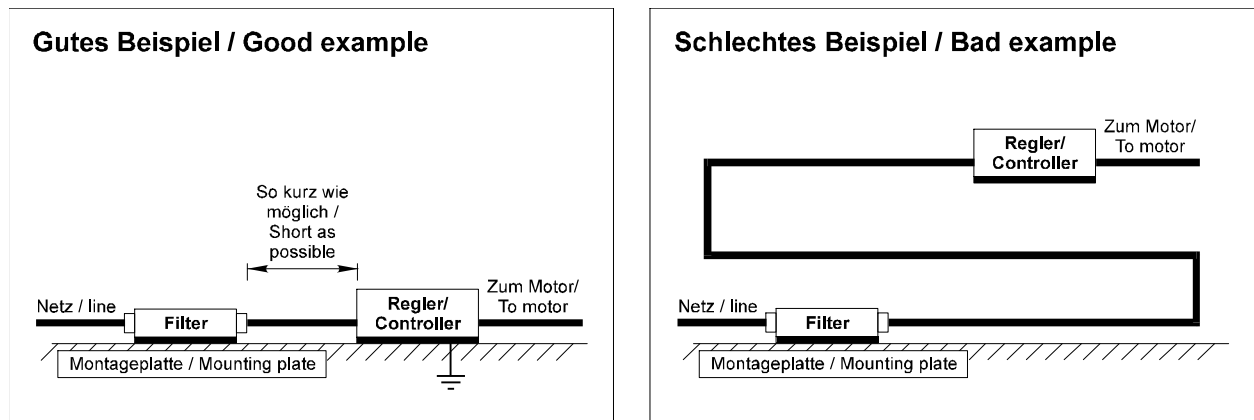 Gutes Beispiel / Good example
So kurz wie
möglich /
Short as
possible
Netz / line
Filter
Regler/
Controller
Zum Motor/
To motor
Montageplatte / Mounting plate
Schlechtes Beispiel / Bad example
Regler/
Controller
Zum Motor/
To motor
Netz / line
Filter
Montageplatte / Mounting plate